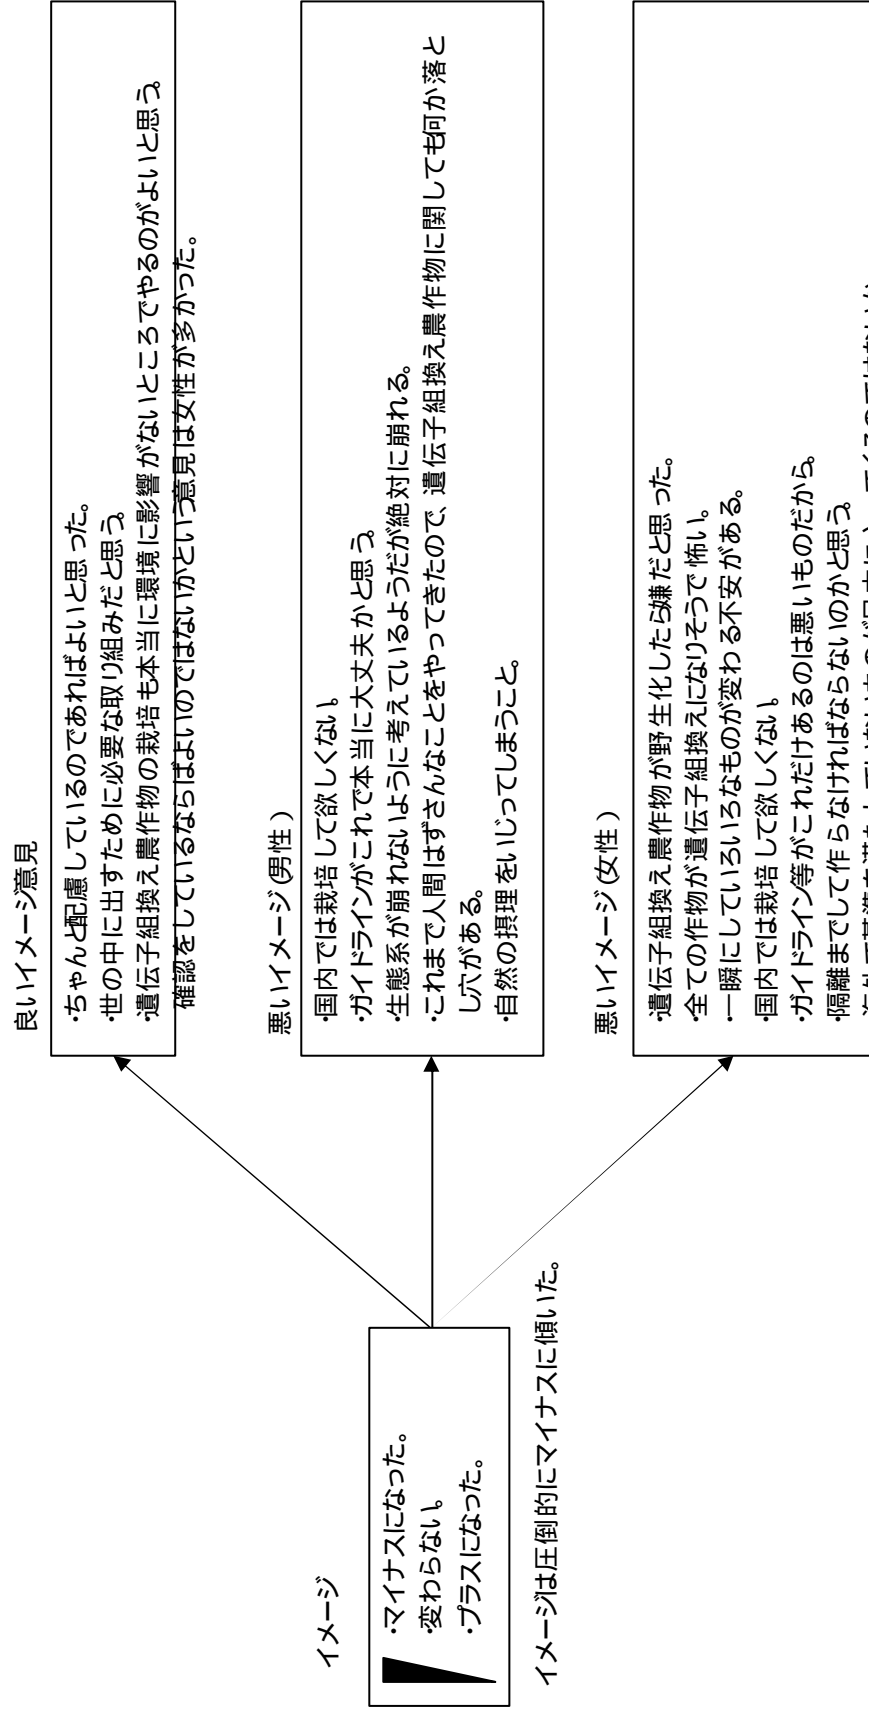 イメージ
・マイナスになった。
・変わらない。
・プラスになった。
イメージは圧倒的にマイナスに傾いた。
良いイメージ意見
・ちゃんと配慮しているのであればよいと思った。
・世の中に出すために必要な取り組みだと思う。
・遺伝子組換え農作物の栽培も本当に環境に影響がないところでやるのがよいと思う。
確認をしているならばよいのではないかという意見は女性が多かった。
悪いイメージ(男性)
・国内では栽培して欲しくない。
・ガイドラインがこれで本当に大丈夫かと思う。
・生態系が崩れないように考えているようだが絶対に崩れる。
・これまで人間はずさんなことをやってきたので、遺伝子組換え農作物に関しても何か落と
し穴がある。
・自然の摂理をいじってしまうこと。
悪いイメージ(女性)
・遺伝子組換え農作物が野生化したら嫌だと思った。
・全ての作物が遺伝子組換えになりそうで怖い。
・一瞬にしていろいろなものが変わる不安がある。
・国内では栽培して欲しくない。
・ガイドライン等がこれだけあるのは悪いものだから。
・隔離までして作らなければならないのかと思う。